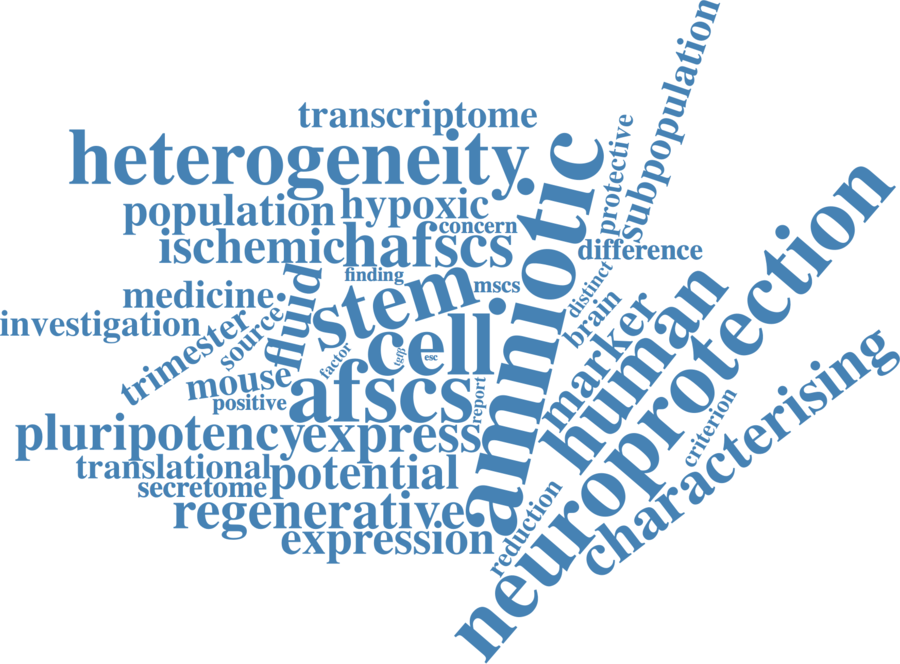 transcriptome
heterogeneity
population
hypoxic
concern
ischemic
hafscs
amniotic
protective
subpopulation
difference
finding
mscs
medicine
fluid
stem
distinct
brain
investigation
source
trimester
factor
tgfβ
esc
cell
marker
human
neuroprotection
mouse
positive
afscs
report
pluripotency
express
criterion
characterising
translational
potential
secretome
regenerative
reduction
expression